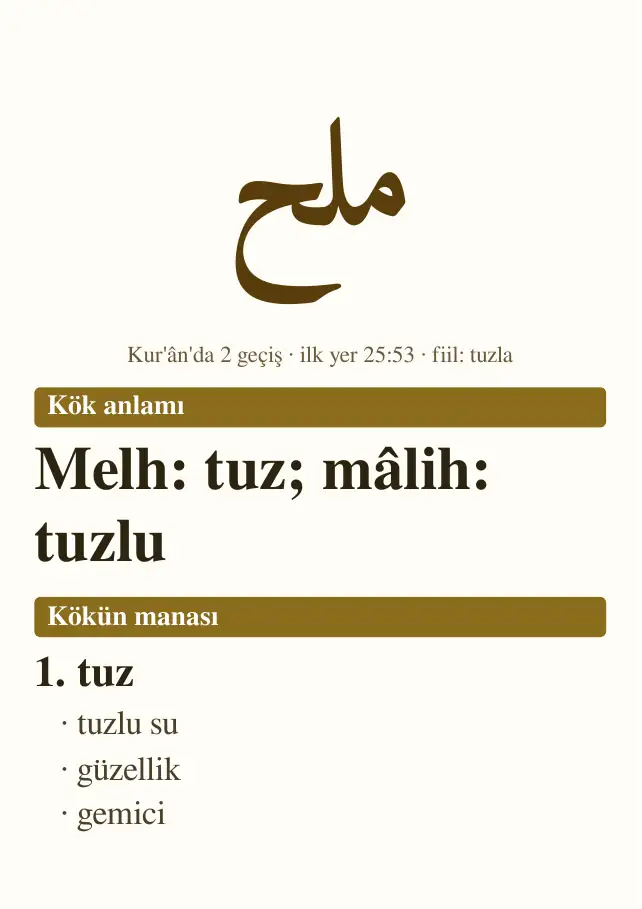 ملح
Kur'ân'da 2 geçiş · ilk yer 25:53 · fiil: tuzla
Kök anlamı
Melh: tuz; mâlih:
tuzlu
Kökün manası
1. tuz
· tuzlu su
· güzellik
· gemici